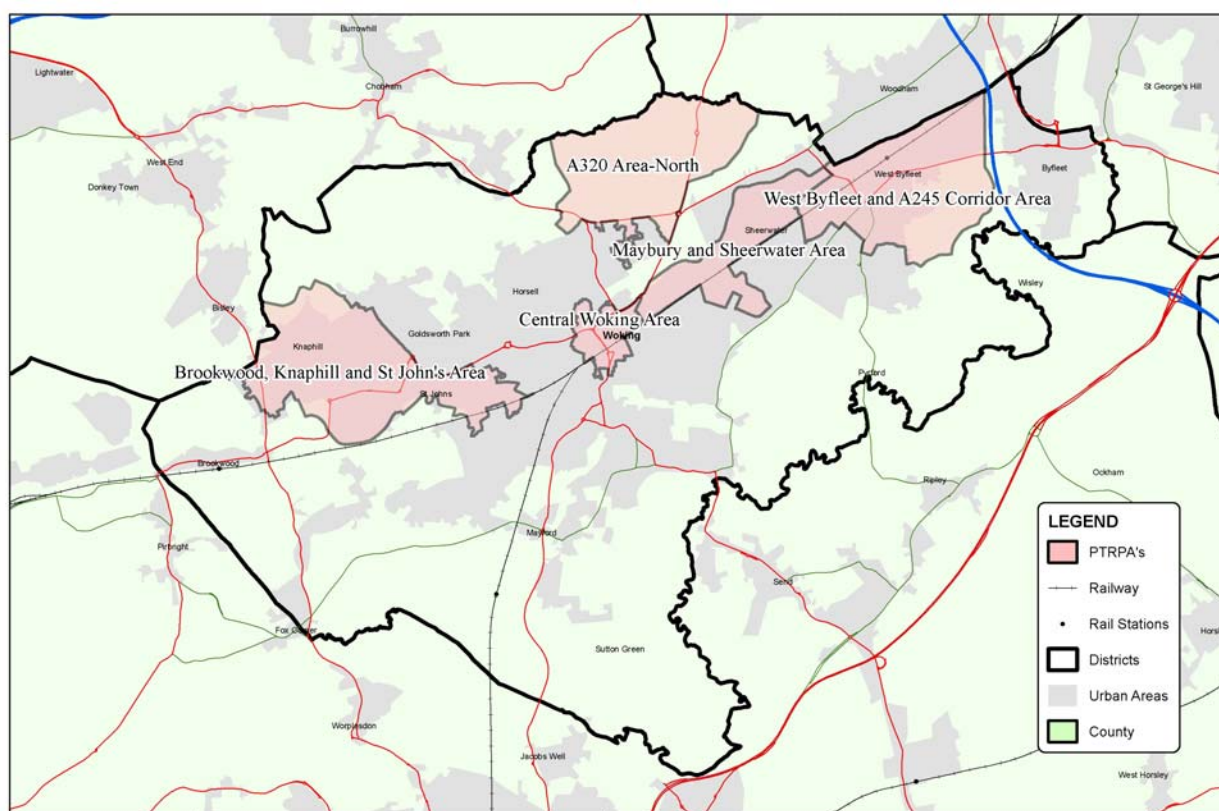 Burrowhill
Lightwater
Chobham
Woodham
St George's Hill
West End
A320 Area-North
West Byfleet
Byfleet
Donkey Town
West Byfleet and A245 Corridor Area
Sheerwater
Maybury and Sheerwater Area
Wisley
Horsell
Bisley
Central Woking Area
Goldsworth Park
Woking
Knaphill
Brookwood, Knaphill and St John's Area
Pyrford
St Johns
Brookwood
Ockham
Ripley
LEGEND
PTRPA's
Railway
Rail Stations
Districts
Urban Areas
County
Mayford
Pirbright
Send
Fox Corner
Sutton Green
Horsl
Worplesdon
Jacobs Well
West Horsley